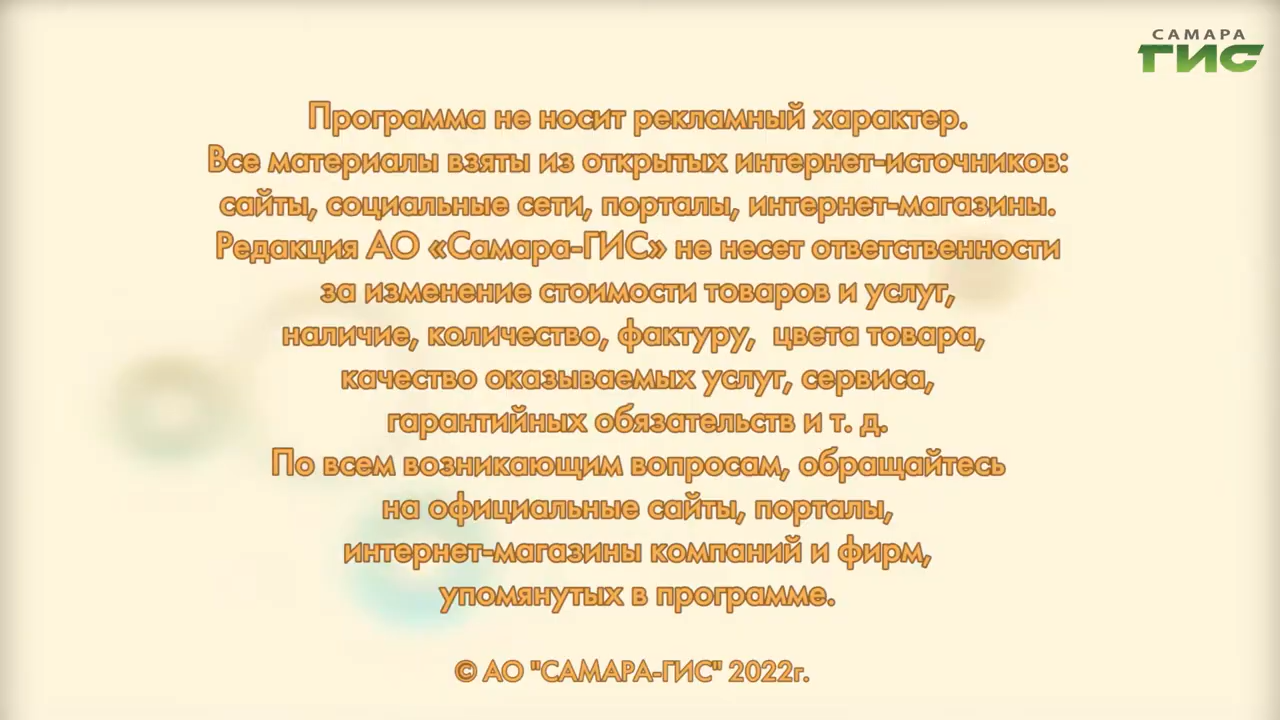 САМАРА
ГИС
Программа не носит рекламный характер.
Все материалы взяты из открытых интернет-источников:
сайты, социальные сети, порталы, интернет-магазины.
Редакция АО «Самара-ГИС» не несет ответственности
за изменение стоимости товаров и услуг,
наличие, количество, фактуру, цвета товара,
качество оказываемых услуг, сервиса,
гарантийных обязательств и т. д.
По всем возникающим вопросам, обращайтесь
на официальные сайты, порталы,
интернет-магазины компаний и фирм,
упомянутых в программе.
© АО "САМАРА-ГИС" 2022г.